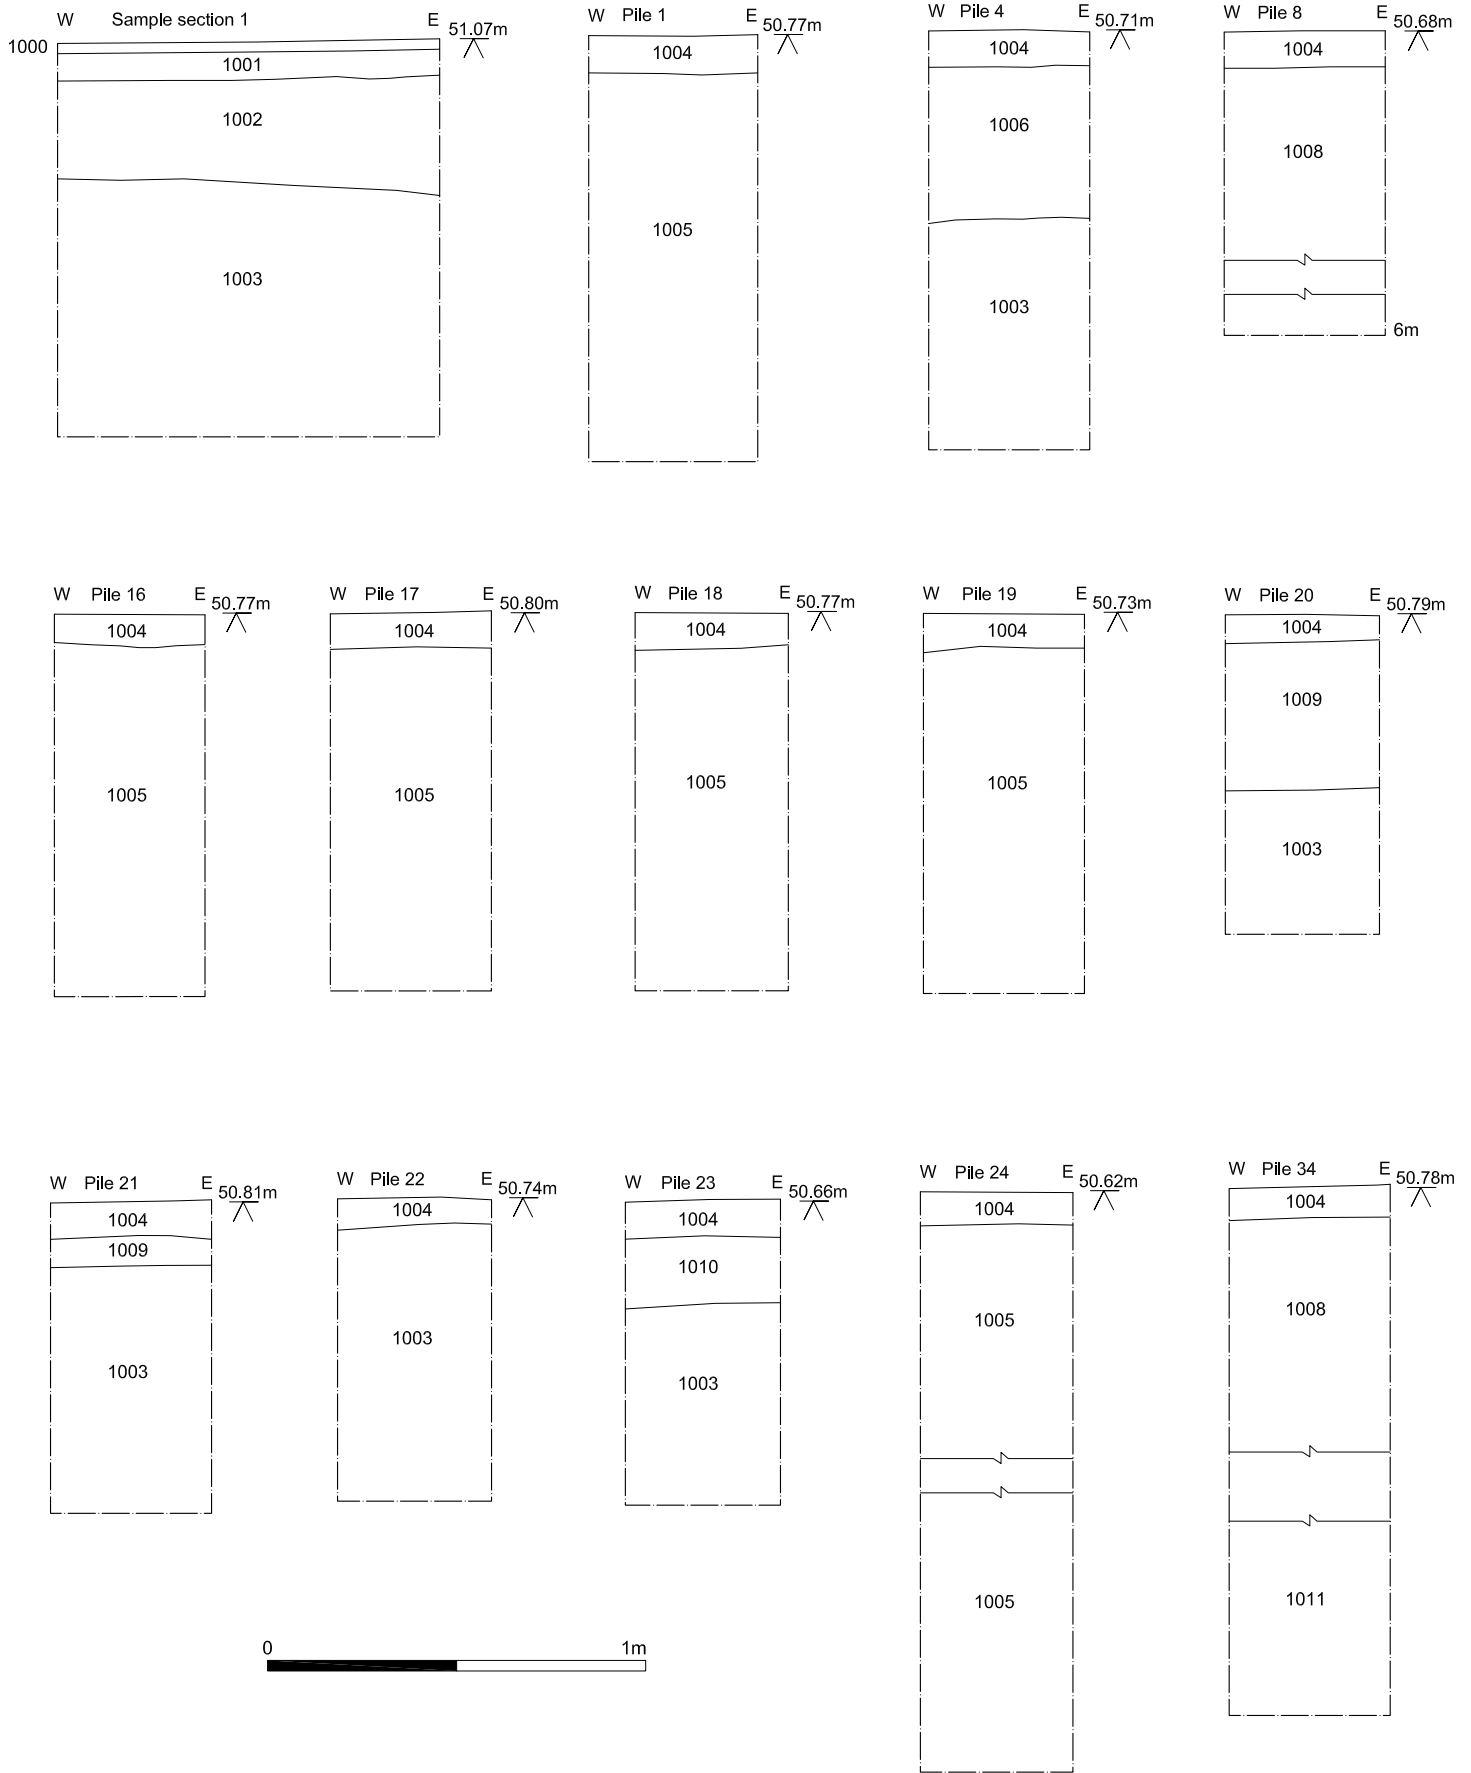 W Sample section 1 E 51.07m
1000
1001
1002
1003
W Pile 1 E 50.77m
1004
1005
W Pile 4 E 50.71m
1004
1006
1003
W Pile 8 E 50.68m
1004
1008
6m
W Pile 16 E 50.77m
1004
1005
W Pile 17 E 50.80m
1004
1005
W Pile 18 E 50.77m
1004
1005
W Pile 19 E 50.73m
1004
1005
W Pile 20 E 50.79m
1004
1009
1003
W Pile 21 E 50.81m
1004
1009
1003
W Pile 22 E 50.74m
1004
1003
W Pile 23 E 50.66m
1004
1010
1003
W Pile 24 E 50.62m
1004
1005
1005
W Pile 34 E 50.78m
1004
1008
1011
0 1m